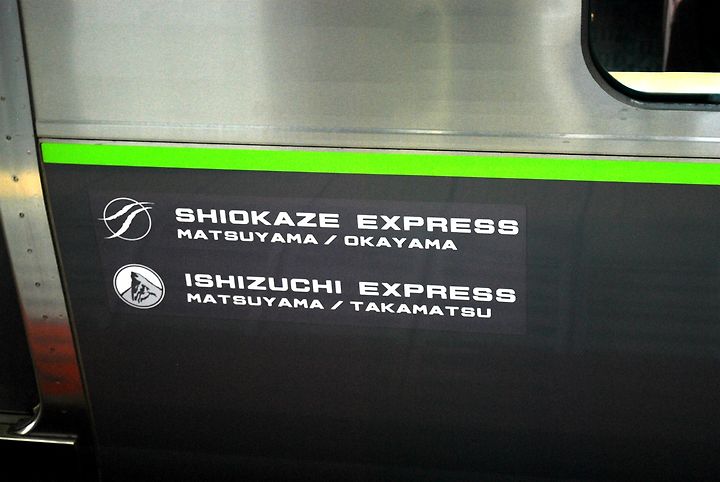 SHIOKAZE EXPRESS
MATSUYAMA / OKAYAMA
ISHIZUCHI EXPRESS
MATSUYAMA / TAKAMATSU